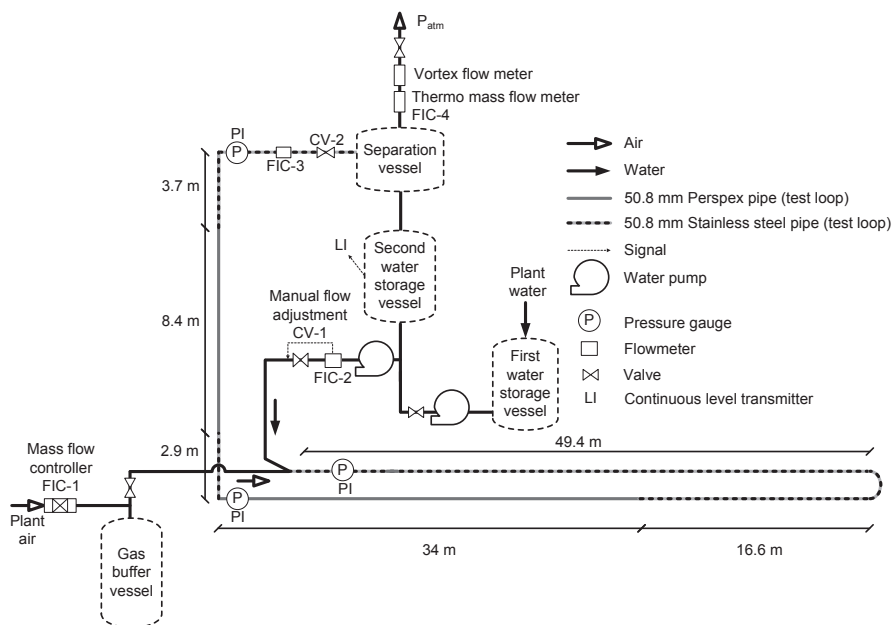 P_atm
Vortex flow meter
Thermo mass flow meter
FIC-4
PI
P
FIC-3
CV-2
Separation
vessel
3.7 m
Air
Water
50.8 mm Perspex pipe (test loop)
50.8 mm Stainless steel pipe (test loop)
Signal
Water pump
P
Pressure gauge
Flowmeter
Valve
LI
Continuous level transmitter
LI
Second
water
storage
vessel
Plant
water
8.4 m
Manual flow
adjustment
CV-1
FIC-2
First
water
storage
vessel
2.9 m
49.4 m
Mass flow
controller
FIC-1
P
PI
P
PI
Plant
air
34 m
16.6 m
Gas
buffer
vessel